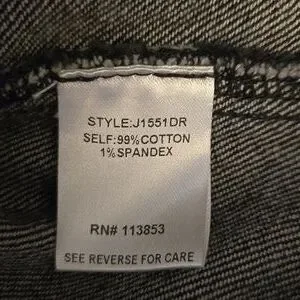 STYLE:J1551DR
SELF:99%COTTON
1%SPANDEX
RN# 113853
SEE REVERSE FOR CARE